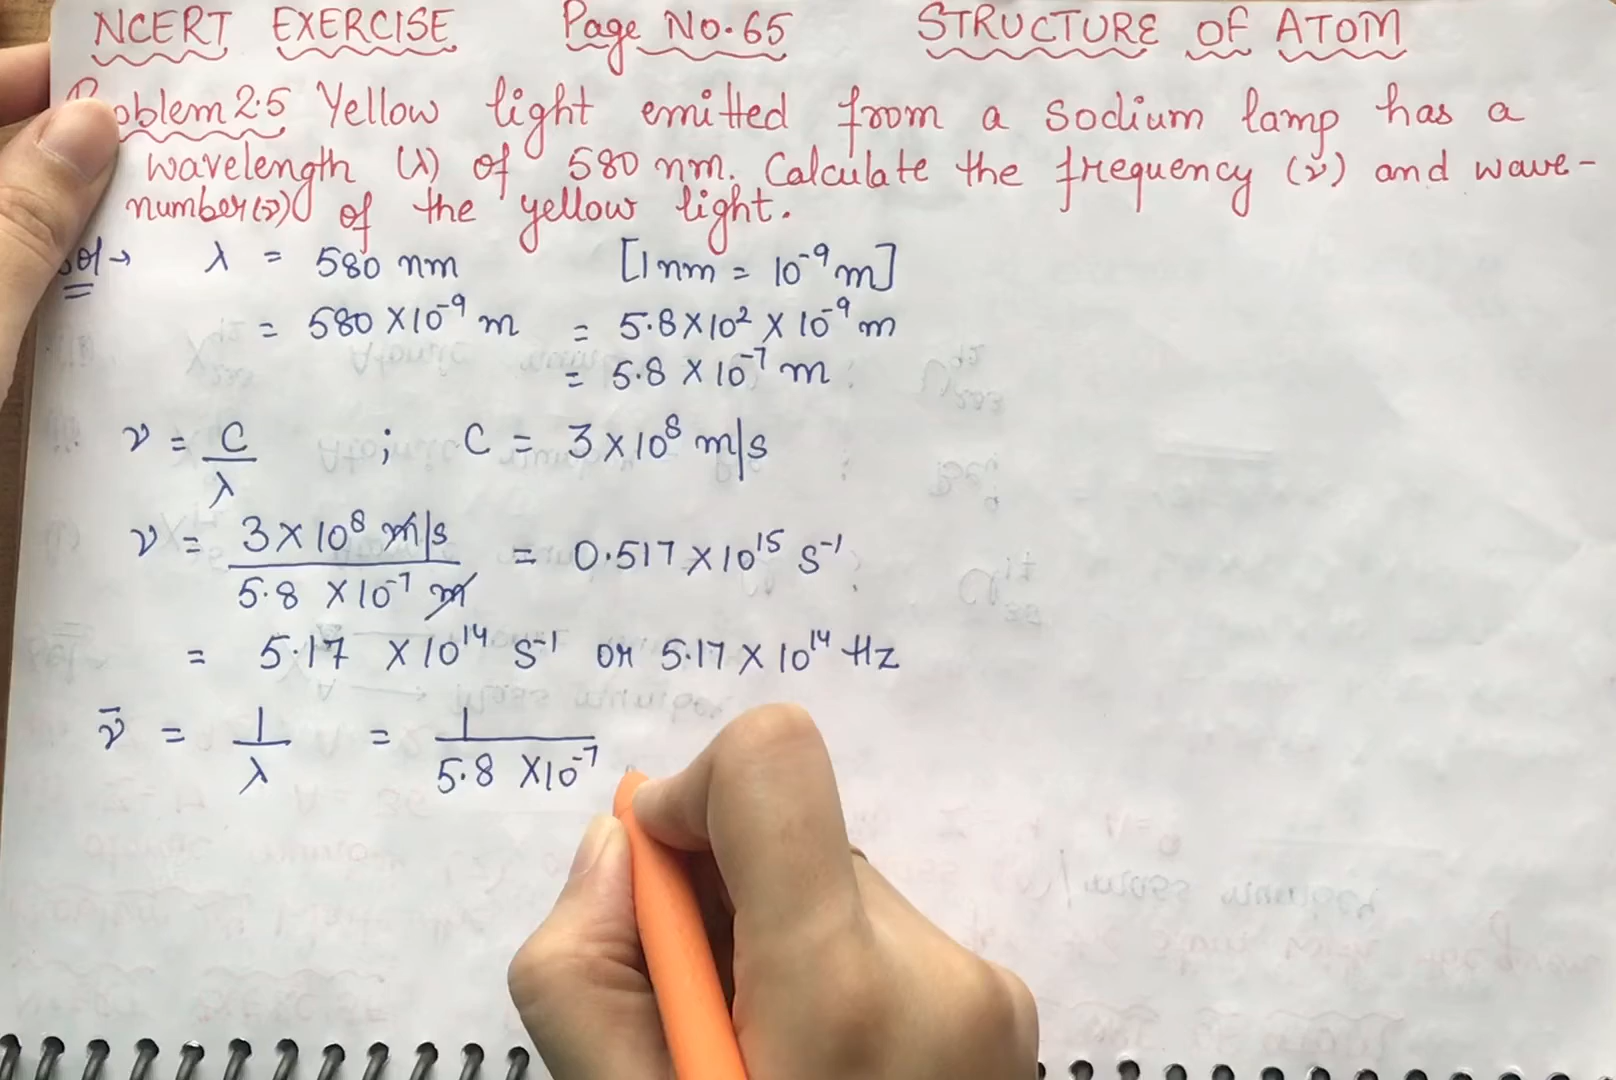 NCERT EXERCISE Page No.65 STRUCTURE OF ATOM
Problem 2.5 Yellow light emitted from a sodium lamp has a
wavelength (λ) of 580 nm. Calculate the frequency (ν) and wave-
number (ν̄) of the yellow light.
Sol → λ = 580 nm [1 nm = 10⁻⁹ m]
= 580 × 10⁻⁹ m = 5.8 × 10² × 10⁻⁹ m
= 5.8 × 10⁻⁷ m
ν = C/λ ; C = 3 × 10⁸ m/s
ν = 3 × 10⁸ m/s / 5.8 × 10⁻⁷ m = 0.517 × 10¹⁵ s⁻¹
= 5.17 × 10¹⁴ s⁻¹ or 5.17 × 10¹⁴ Hz
ν̄ = 1/λ = 1/5.8 × 10⁻⁷